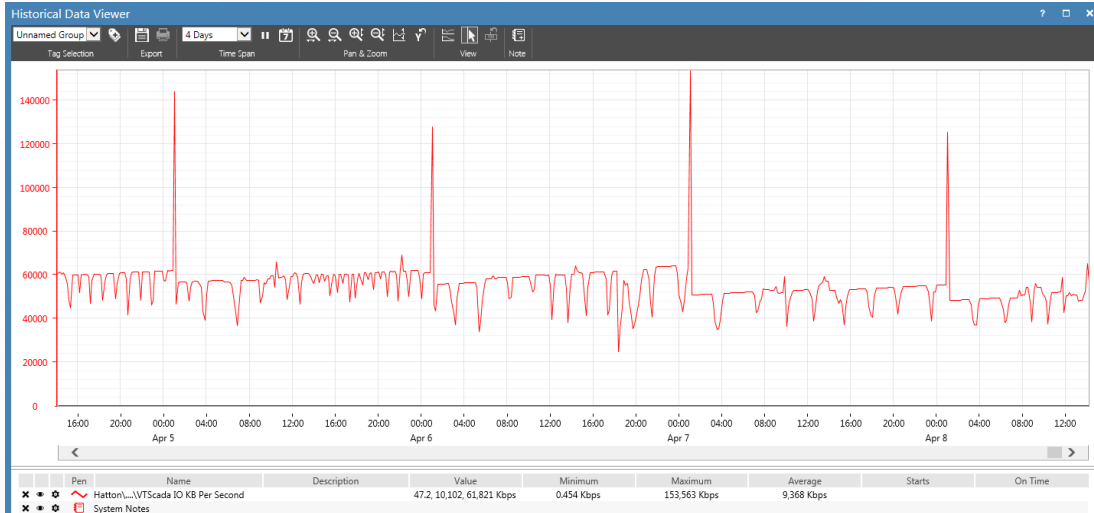 Historical Data Viewer
Unnamed Group 4 Days 7
Tag Selection Export Time Span Pan & Zoom View Note
140000
120000
100000
80000
60000
40000
20000
0
16:00 20:00 00:00 04:00 08:00 12:00 16:00 20:00 00:00 04:00 08:00 12:00 16:00 20:00 00:00 04:00 08:00 12:00 16:00 20:00 00:00 04:00 08:00 12:00
Apr 5 Apr 6 Apr 7 Apr 8
Pen Name Description Value Minimum Maximum Average Starts On Time
Hatton\,...\VTScada IO KB Per Second 47.2, 10,102, 61,821 Kbps 0.454 Kbps 153,563 Kbps 9,368 Kbps
System Notes